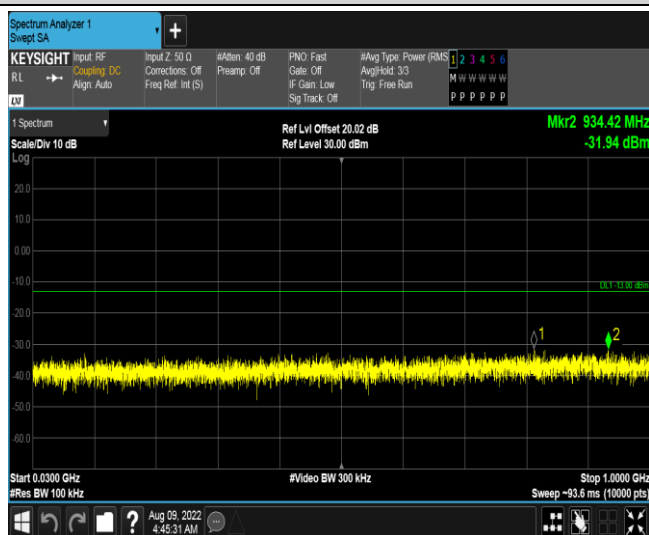 Spectrum Analyzer 1
Swept SA
+
KEYSIGHT
RL
LXI
Input: RF
Coupling: DC
Align: Auto
Input Z: 50 Ω
Corrections: Off
Freq Ref: Int (S)
#Atten: 40 dB
Preamp: Off
PNO: Fast
Gate: Off
IF Gain: Low
Sig Track: Off
#Avg Type: Power (RMS
Avg|Hold: 3/3
Trig: Free Run
1 2 3 4 5 6
M W W W W W
P P P P P P
1 Spectrum
Scale/Div 10 dB
Log
Ref Lvl Offset 20.02 dB
Ref Level 30.00 dBm
Mkr2 934.42 MHz
-31.94 dBm
20.0
10.0
0.00
-10.0
DL1 -13.00 dBm
-20.0
1
2
-30.0
-40.0
-50.0
-60.0
Start 0.0300 GHz
#Res BW 100 kHz
#Video BW 300 kHz
Stop 1.0000 GHz
Sweep ~93.6 ms (10000 pts)
?
Aug 09, 2022
4:45:31 AM